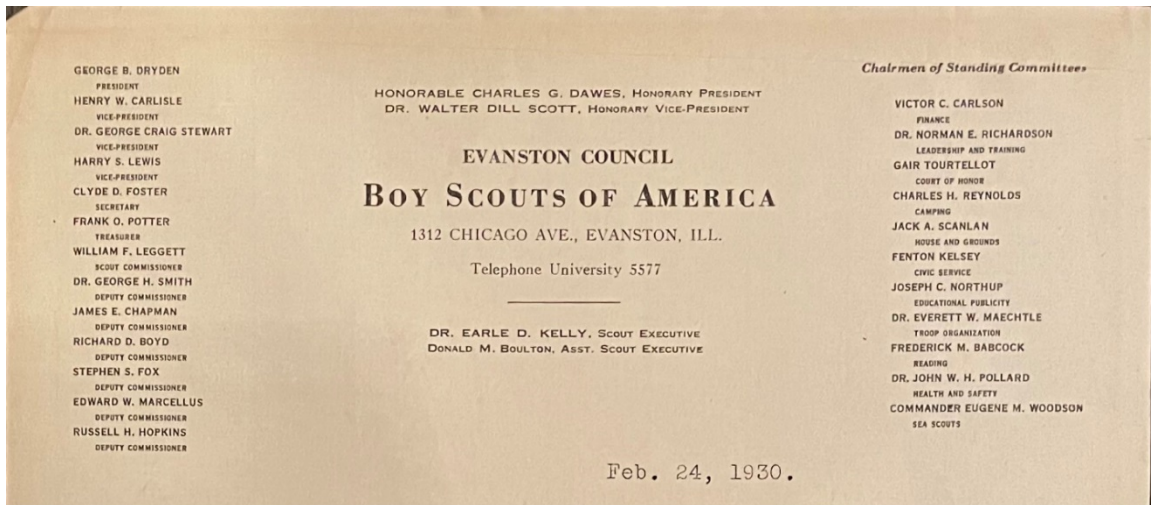 GEORGE B. DRYDEN
PRESIDENT
HENRY W. CARLISLE
VICE-PRESIDENT
DR. GEORGE CRAIG STEWART
VICE-PRESIDENT
HARRY S. LEWIS
VICE-PRESIDENT
CLYDE D. FOSTER
SECRETARY
FRANK O. POTTER
TREASURER
WILLIAM F. LEGGETT
SCOUT COMMISSIONER
DR. GEORGE H. SMITH
DEPUTY COMMISSIONER
JAMES E. CHAPMAN
DEPUTY COMMISSIONER
RICHARD D. BOYD
DEPUTY COMMISSIONER
STEPHEN S. FOX
DEPUTY COMMISSIONER
EDWARD W. MARCELLUS
DEPUTY COMMISSIONER
RUSSELL H. HOPKINS
DEPUTY COMMISSIONER
HONORABLE CHARLES G. DAWES, HONORARY PRESIDENT
DR. WALTER DILL SCOTT, HONORARY VICE-PRESIDENT
EVANSTON COUNCIL
BOY SCOUTS OF AMERICA
1312 CHICAGO AVE., EVANSTON, ILL.
Telephone University 5577
DR. EARLE D. KELLY, SCOUT EXECUTIVE
DONALD M. BOULTON, ASST. SCOUT EXECUTIVE
Chairmen of Standing Committees
VICTOR C. CARLSON
FINANCE
DR. NORMAN E. RICHARDSON
LEADERSHIP AND TRAINING
GAIR TOURTELLOT
COURT OF HONOR
CHARLES H. REYNOLDS
CAMPING
JACK A. SCANLAN
HOUSE AND GROUNDS
FENTON KELSEY
CIVIC SERVICE
JOSEPH C. NORTHUP
EDUCATIONAL PUBLICITY
DR. EVERETT W. MAECHTLE
TROOP ORGANIZATION
FREDERICK M. BABCOCK
READING
DR. JOHN W. H. POLLARD
HEALTH AND SAFETY
COMMANDER EUGENE M. WOODSON
SEA SCOUTS
Feb. 24, 1930.